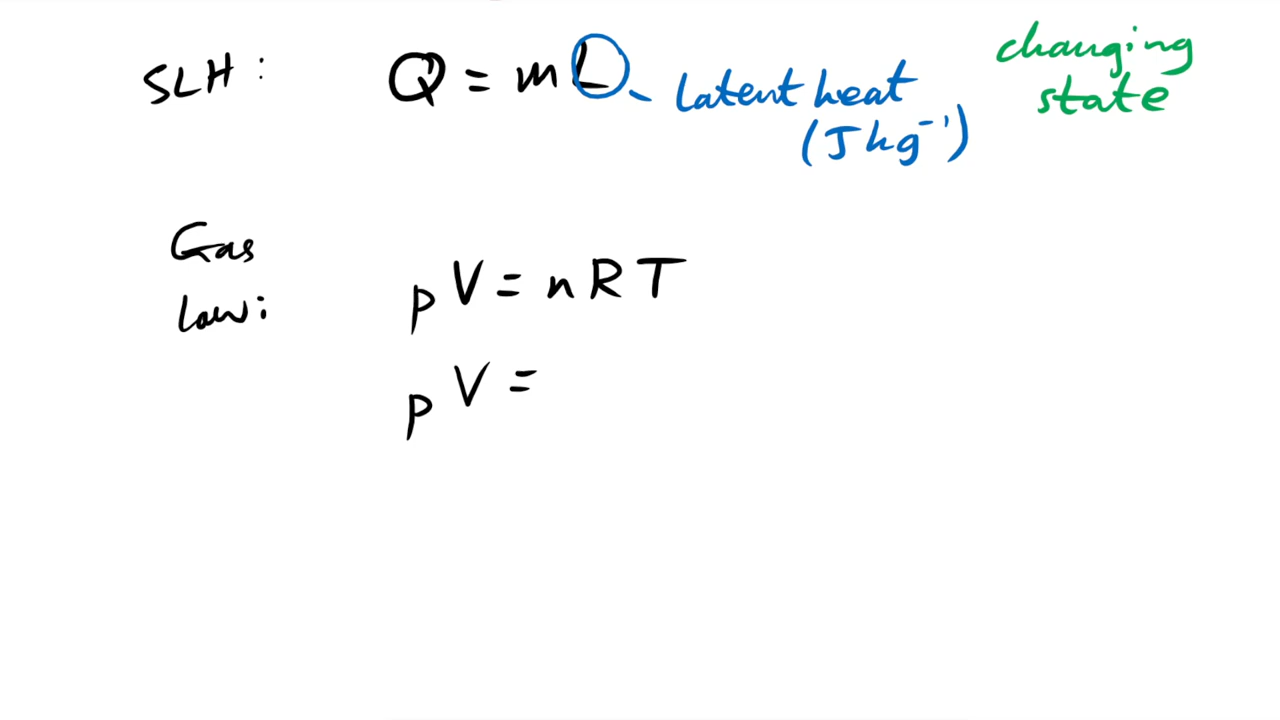 SLH: Q = mL Latent heat changing
(J kg⁻¹) state
Gas
Law: pV = nRT
pV =